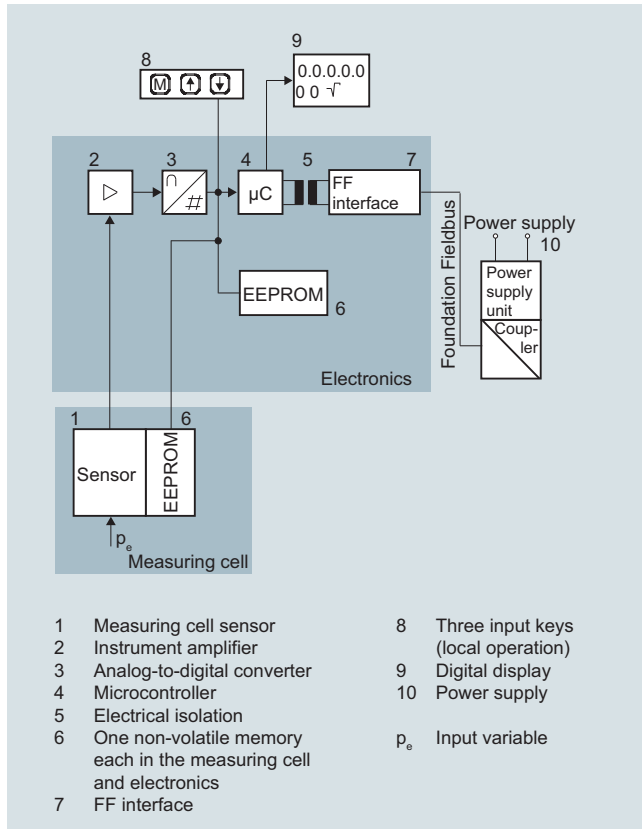 8
M
9
0.0.0.0.0
0 0 √
2
3
∩
#
4
µC
5
7
FF
interface
Foundation Fieldbus
Power supply
10
Power
supply
unit
Coup-
ler
EEPROM
6
Electronics
1
6
Sensor
EEPROM
pe
Measuring cell
1 Measuring cell sensor
2 Instrument amplifier
3 Analog-to-digital converter
4 Microcontroller
5 Electrical isolation
6 One non-volatile memory
each in the measuring cell
and electronics
7 FF interface
8 Three input keys
(local operation)
9 Digital display
10 Power supply
pe Input variable